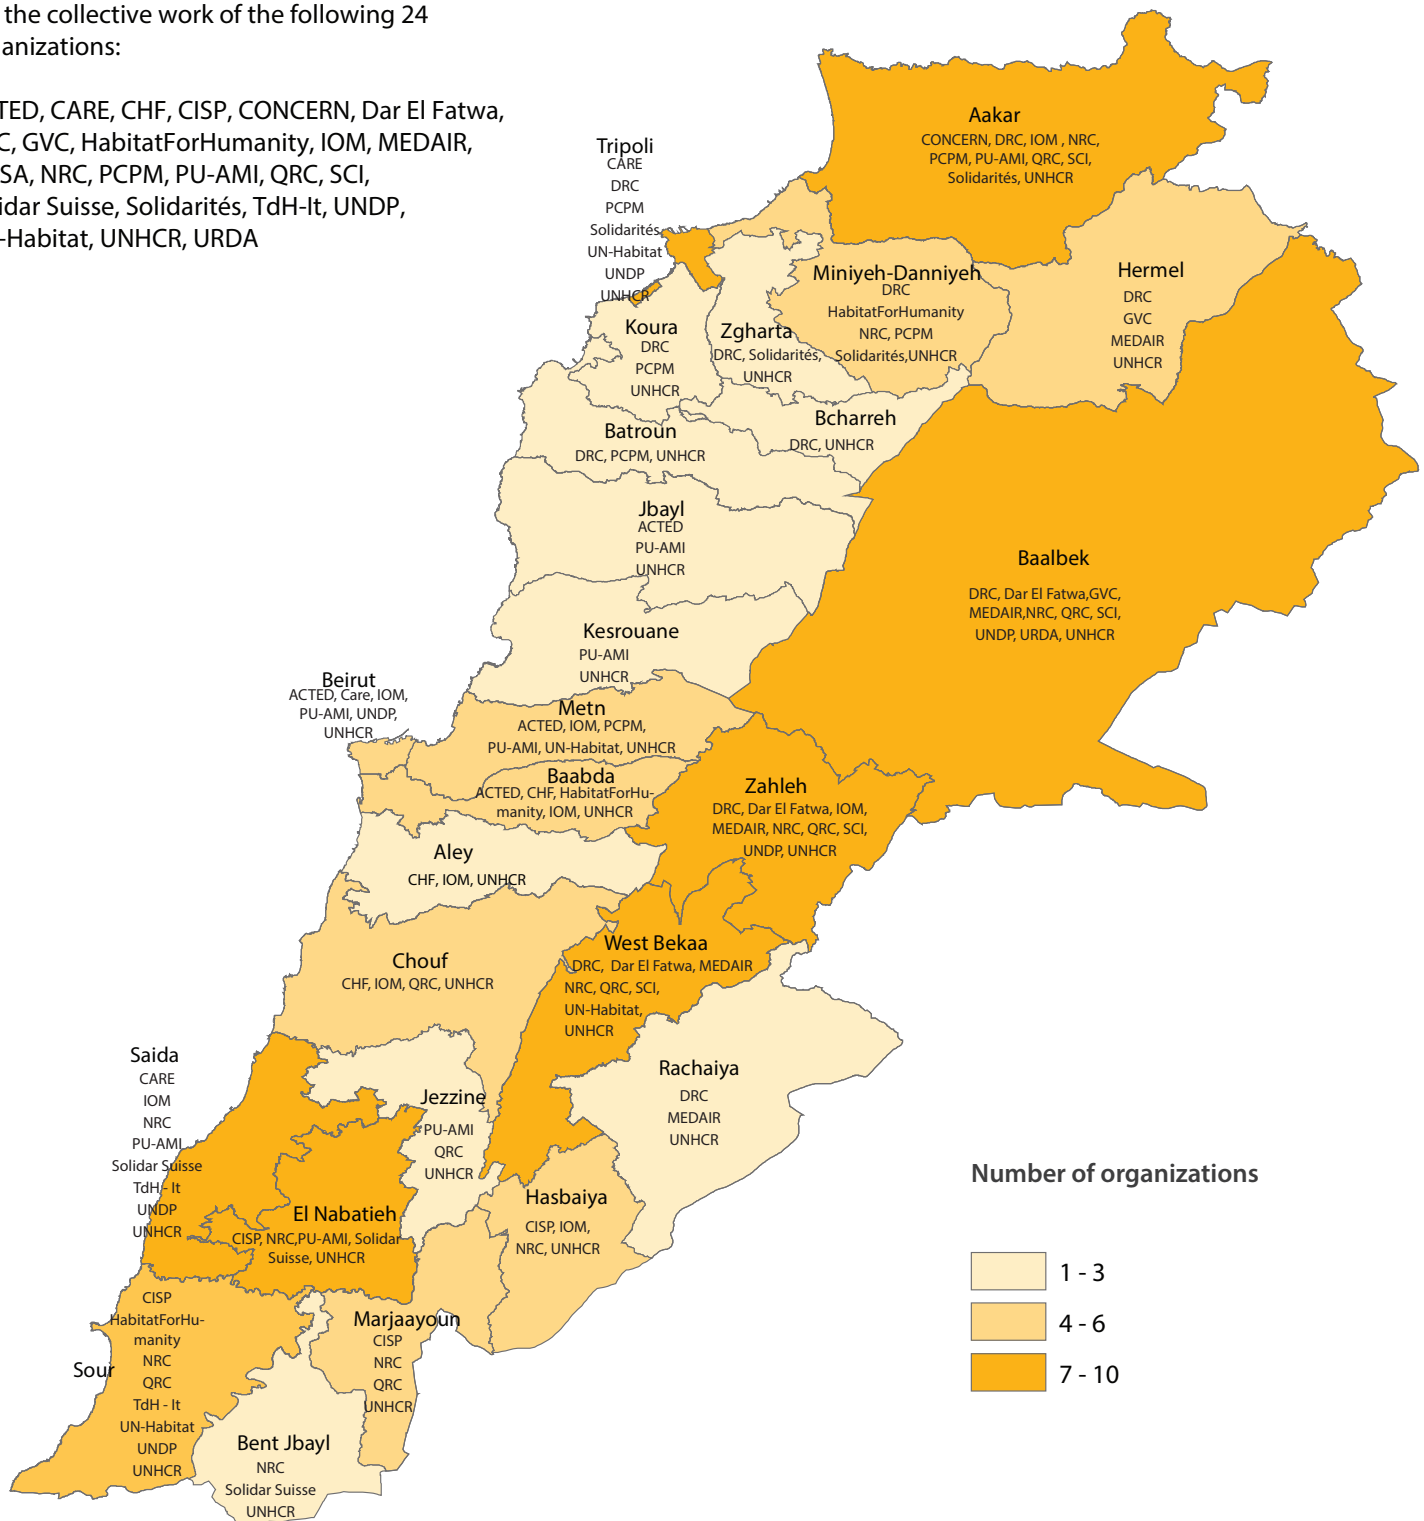 the collective work of the following 24
anizations:
TED, CARE, CHF, CISP, CONCERN, Dar El Fatwa,
C, GVC, HabitatForHumanity, IOM, MEDAIR,
SA, NRC, PCPM, PU-AMI, QRC, SCI,
idar Suisse, Solidarités, TdH-It, UNDP,
-Habitat, UNHCR, URDA
Aakar
CONCERN, DRC, IOM , NRC,
PCPM, PU-AMI, QRC, SCI,
Solidarités, UNHCR
Tripoli
CARE
DRC
PCPM
Solidarités
UN-Habitat
UNDP
UNHCR
Miniyeh-Danniyeh
DRC
HabitatForHumanity
NRC, PCPM
Solidarités,UNHCR
Hermel
DRC
GVC
MEDAIR
UNHCR
Koura
DRC
PCPM
UNHCR
Zgharta
DRC, Solidarités,
UNHCR
Bcharreh
DRC, UNHCR
Batroun
DRC, PCPM, UNHCR
Jbayl
ACTED
PU-AMI
UNHCR
Baalbek
DRC, Dar El Fatwa,GVC,
MEDAIR,NRC, QRC, SCI,
UNDP, URDA, UNHCR
Kesrouane
PU-AMI
UNHCR
Beirut
ACTED, Care, IOM,
PU-AMI, UNDP,
UNHCR
Metn
ACTED, IOM, PCPM,
PU-AMI, UN-Habitat, UNHCR
Baabda
ACTED, CHF, HabitatForHu-
manity, IOM, UNHCR
Zahleh
DRC, Dar El Fatwa, IOM,
MEDAIR, NRC, QRC, SCI,
UNDP, UNHCR
Aley
CHF, IOM, UNHCR
Chouf
CHF, IOM, QRC, UNHCR
West Bekaa
DRC, Dar El Fatwa, MEDAIR
NRC, QRC, SCI,
UN-Habitat,
UNHCR
Rachaiya
DRC
MEDAIR
UNHCR
Saida
CARE
IOM
NRC
PU-AMI
Solidar Suisse
TdH - It
UNDP
UNHCR
Jezzine
PU-AMI
QRC
UNHCR
El Nabatieh
CISP, NRC,PU-AMI, Solidar
Suisse, UNHCR
Hasbaiya
CISP, IOM,
NRC, UNHCR
Sour
CISP
HabitatForHu-
manity
NRC
QRC
TdH - It
UN-Habitat
UNDP
UNHCR
Marjaayoun
CISP
NRC
QRC
UNHCR
Bent Jbayl
NRC
Solidar Suisse
UNHCR
Number of organizations
1 - 3
4 - 6
7 - 10